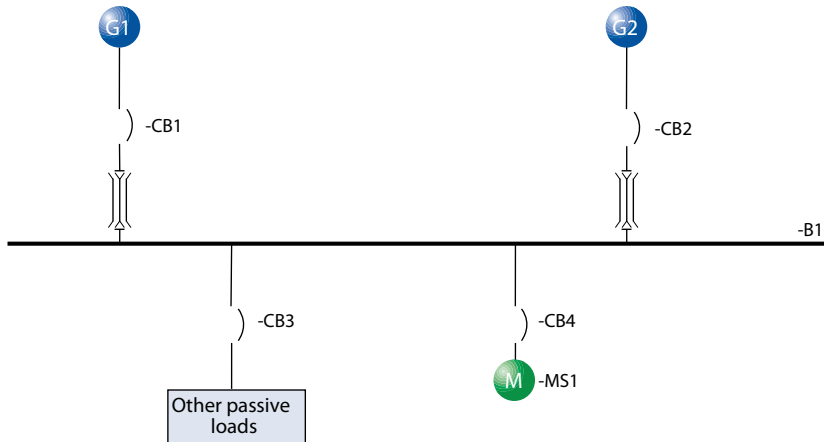 G1
G2
-CB1
-CB2
-B1
-CB3
-CB4
M
-MS1
Other passive
loads